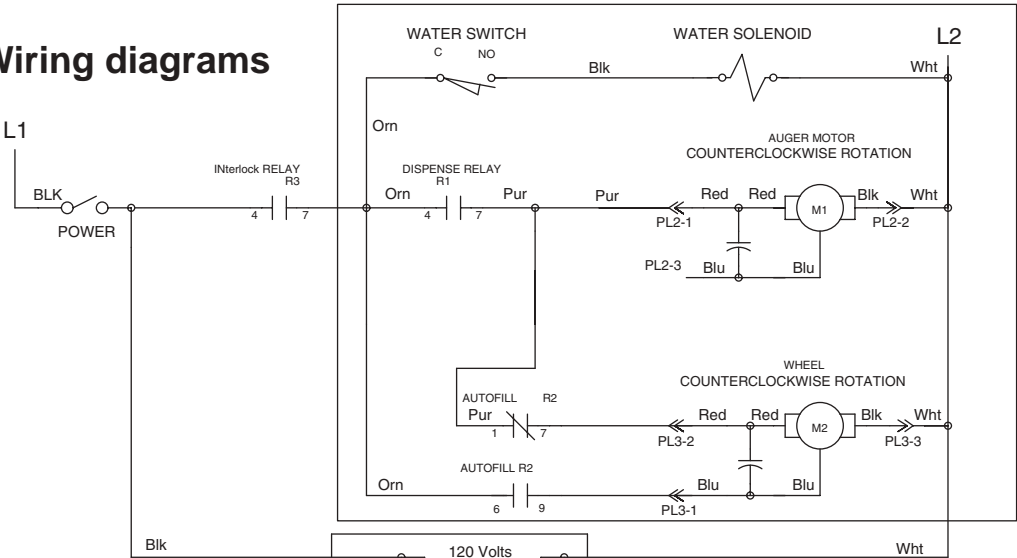 Wiring diagrams
WATER SWITCH
WATER SOLENOID
L2
C
NO
Blk
Wht
Orn
L1
AUGER MOTOR
COUNTERCLOCKWISE ROTATION
INterlock RELAY
R3
DISPENSE RELAY
R1
BLK
POWER
4
7
Orn
4
7
Pur
Pur
Red
Red
M1
Blk
Wht
PL2-1
PL2-2
PL2-3
Blu
Blu
WHEEL
COUNTERCLOCKWISE ROTATION
AUTOFILL
R2
Pur
1
7
Red
Red
M2
Blk
Wht
PL3-2
PL3-3
AUTOFILL R2
Orn
6
9
Blu
Blu
PL3-1
Blk
120 Volts
Wht